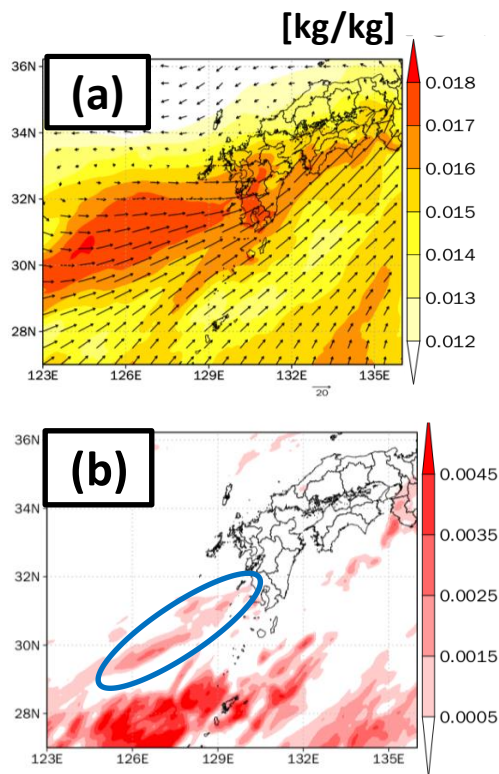 [kg/kg]
(a)
36N
34N
32N
30N
28N
123E 126E 129E 132E 135E
20
0.018
0.017
0.016
0.015
0.014
0.013
0.012
(b)
36N
34N
32N
30N
28N
123E 126E 129E 132E 135E
0.0045
0.0035
0.0025
0.0015
0.0005